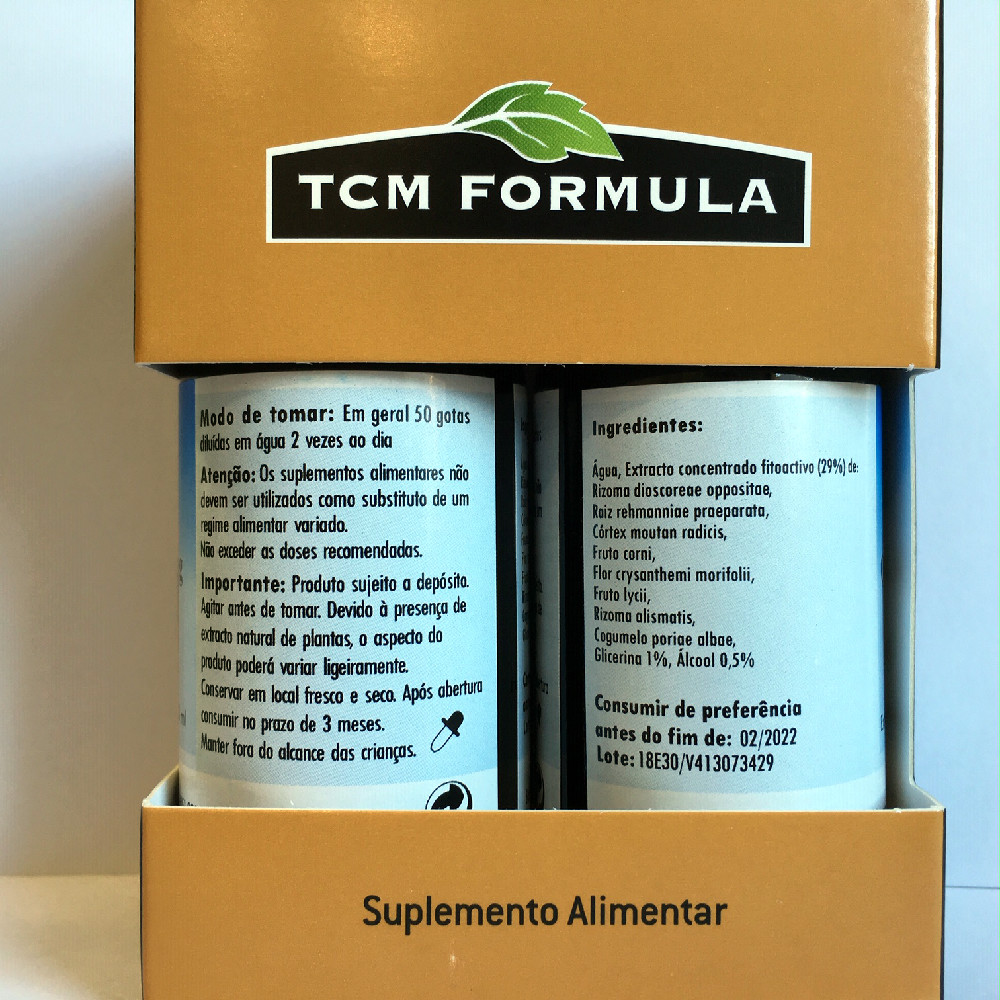 TCM FORMULA
Modo de tomar: Em geral 50 gotas
diluídas em água 2 vezes ao dia
Atenção: Os suplementos alimentares não
devem ser utilizados como substituto de um
regime alimentar variado.
Não exceder as doses recomendadas.
Importante: Produto sujeito a depósito.
Agitar antes de tomar. Devido à presença de
extracto natural de plantas, o aspecto do
produto poderá variar ligeiramente.
Conservar em local fresco e seco. Após abertura
consumir no prazo de 3 meses.
Manter fora do alcance das crianças.
Ingredientes:
Água, Extracto concentrado fitoactivo (29%) de:
Rizoma dioscoreae oppositae,
Raiz rehmanniae praeparata,
Córtex moutan radicis,
Fruto corni,
Flor crysanthemi morifolii,
Fruto lycii,
Rizoma alismatis,
Cogumelo poriae albae,
Glicerina 1%, Álcool 0,5%
Consumir de preferência
antes do fim de: 02/2022
Lote: 18E30/V413073429
Suplemento Alimentar